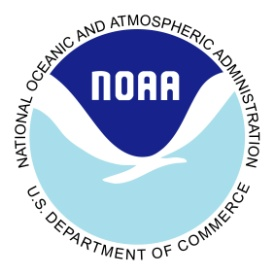 NATIONAL OCEANIC AND ATMOSPHERIC ADMINISTRATION
NOAA
U.S. DEPARTMENT OF COMMERCE